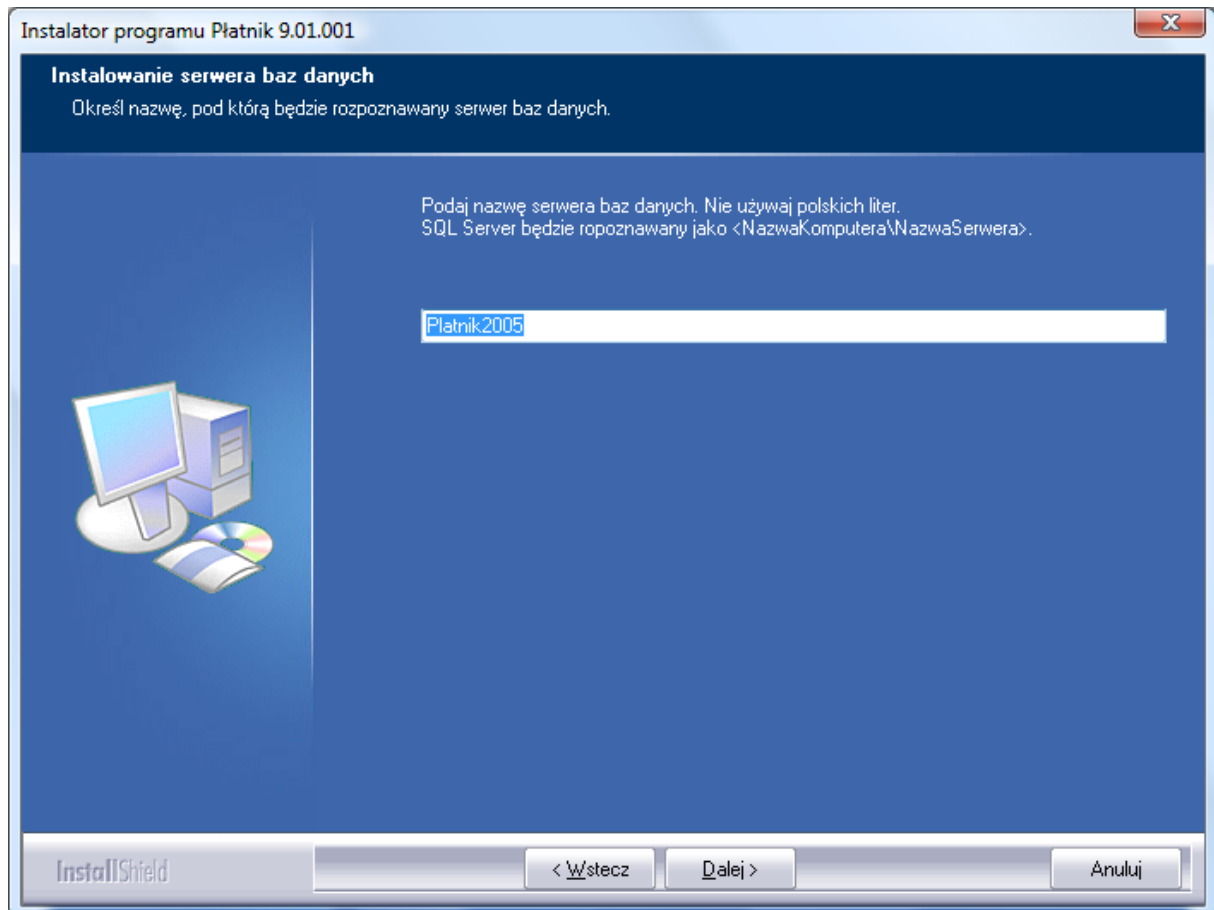 Instalator programu Płatnik 9.01.001
Instalowanie serwera baz danych
Określ nazwę, pod którą będzie rozpoznawany serwer baz danych.
Podaj nazwę serwera baz danych. Nie używaj polskich liter.
SQL Server będzie ropoznawany jako <NazwaKomputera\NazwaSerwera>.
Platnik2005
InstallShield
< Wstecz
Dalej >
Anuluj